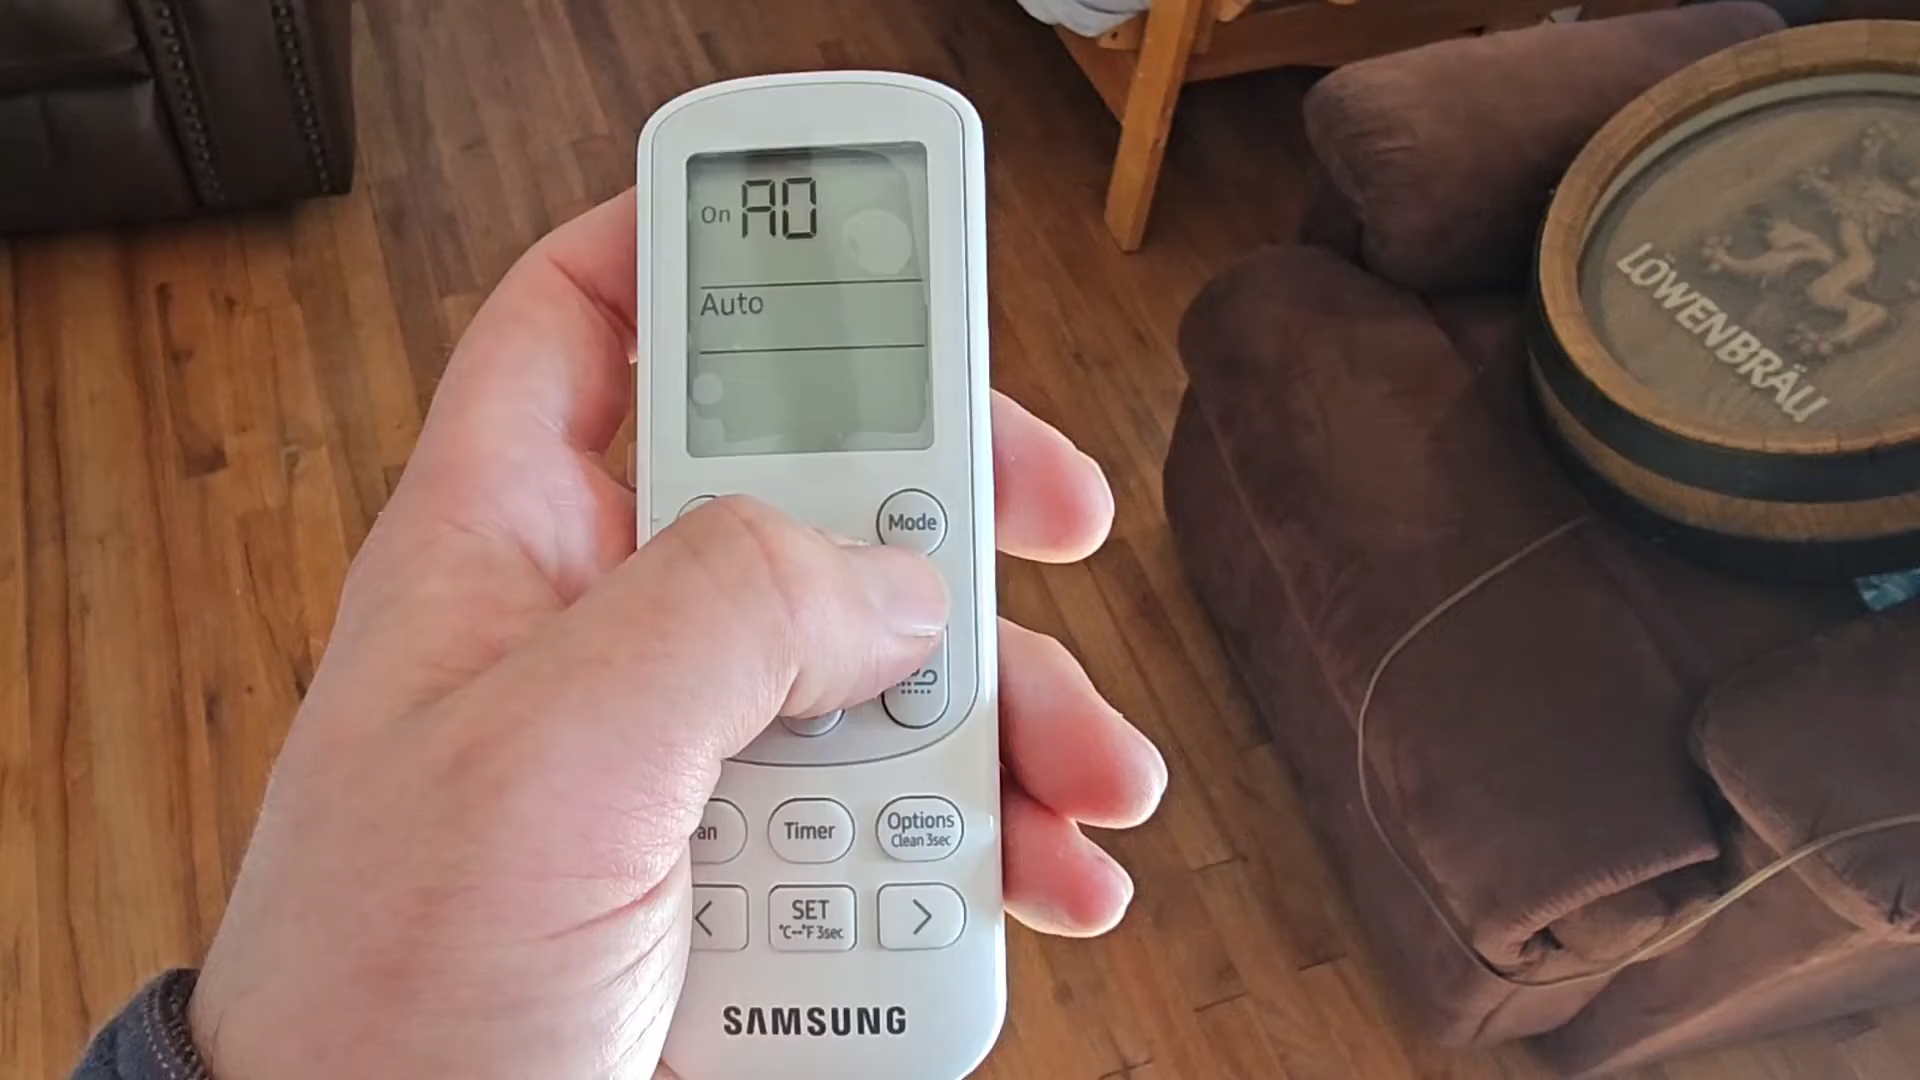 On A0
Auto
Mode
an
Timer
Options
Clean 3sec
<
SET
°C↔°F 3sec
>
SAMSUNG
LÖWENBRÄU